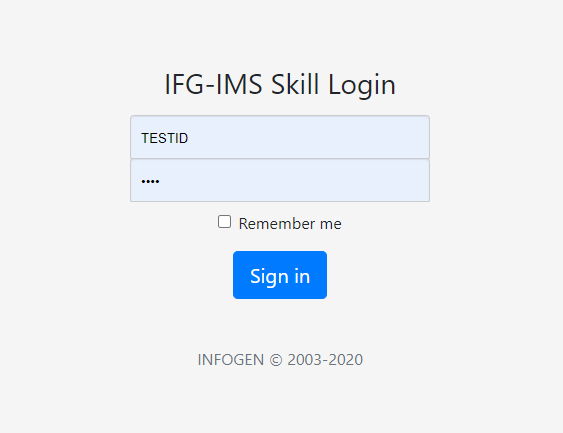 IFG-IMS Skill Login
TESTID
••••
Remember me
Sign in
INFOGEN © 2003-2020